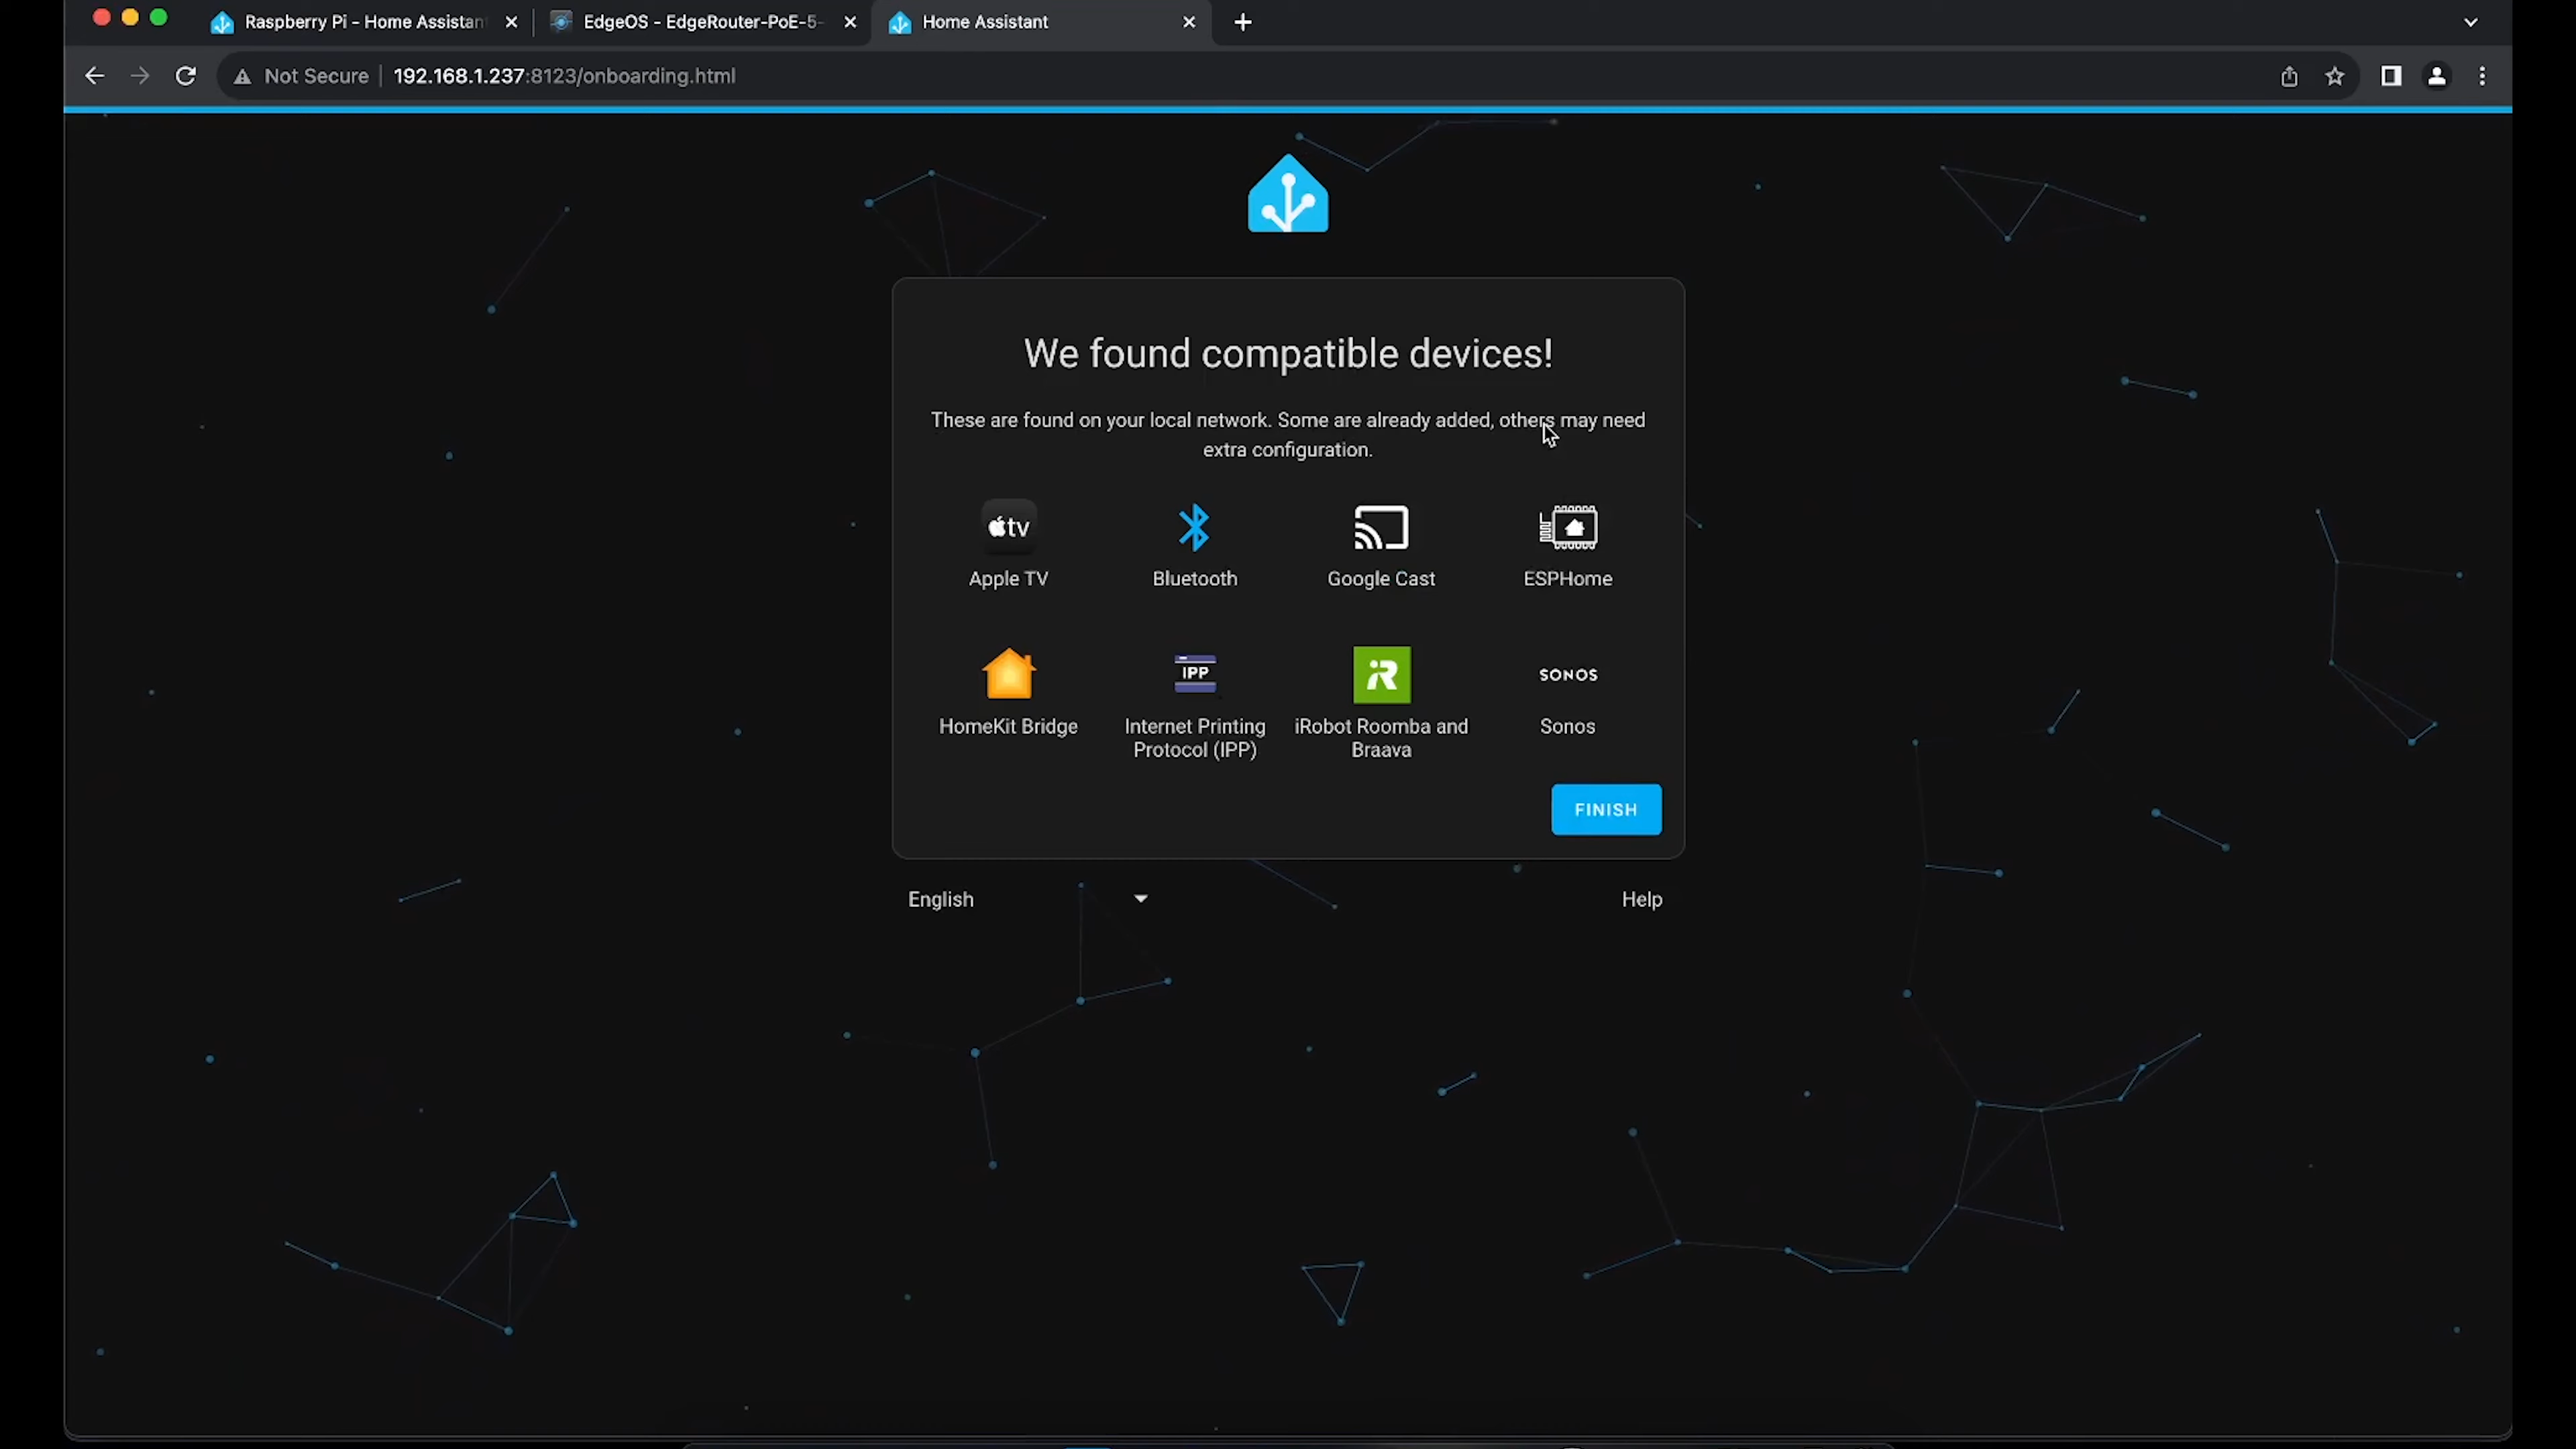 Raspberry Pi - Home Assistan
EdgeOS - EdgeRouter-PoE-5-
Home Assistant
Not Secure
192.168.1.237:8123/onboarding.html
We found compatible devices!
These are found on your local network. Some are already added, others may need
extra configuration.
tv
Apple TV
Bluetooth
Google Cast
ESPHome
IPP
iR
SONOS
HomeKit Bridge
Internet Printing
Protocol (IPP)
iRobot Roomba and
Braava
Sonos
FINISH
English
Help